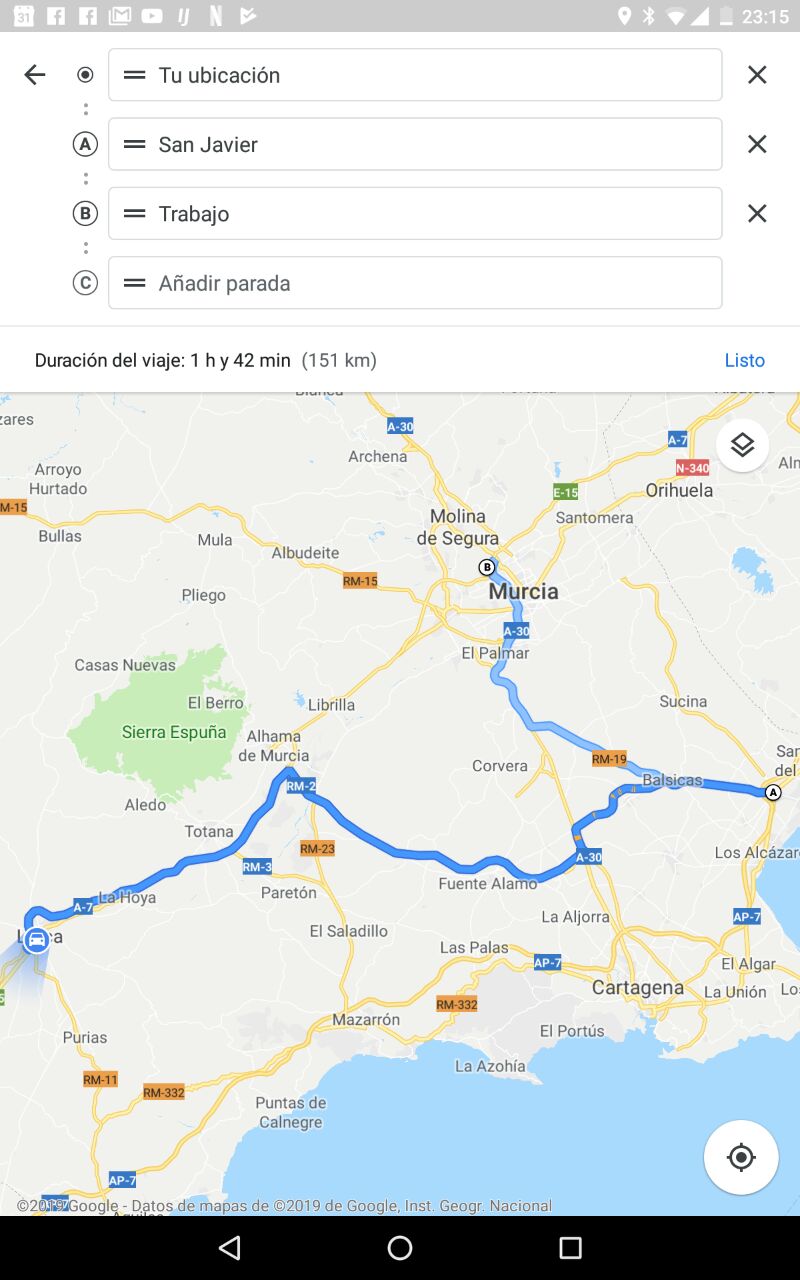 31
23:15
Tu ubicación
A
San Javier
B
Trabajo
C
Añadir parada
Duración del viaje: 1 h y 42 min (151 km)
Listo
A-30
A-7
Archena
N-340
Arroyo
Hurtado
E-15
Orihuela
M-15
Molina
de Segura
Santomera
Bullas
Mula
Albudeite
B
RM-15
Murcia
Pliego
A-30
El Palmar
Casas Nuevas
El Berro
Librilla
Sucina
Sierra Espuña
Alhama
de Murcia
RM-19
Corvera
Balsicas
RM-2
A
Aledo
Totana
RM-23
A-30
Los Alcázar
RM-3
Fuente Alamo
Paretón
La Hoya
A-7
La Aljorra
AP-7
El Saladillo
Las Palas
AP-7
El Algar
Cartagena
La Unión
RM-332
Mazarrón
El Portús
Purias
La Azohía
RM-11
RM-332
Puntas de
Calnegre
AP-7
©2019 Google - Datos de mapas de ©2019 de Google, Inst. Geogr. Nacional